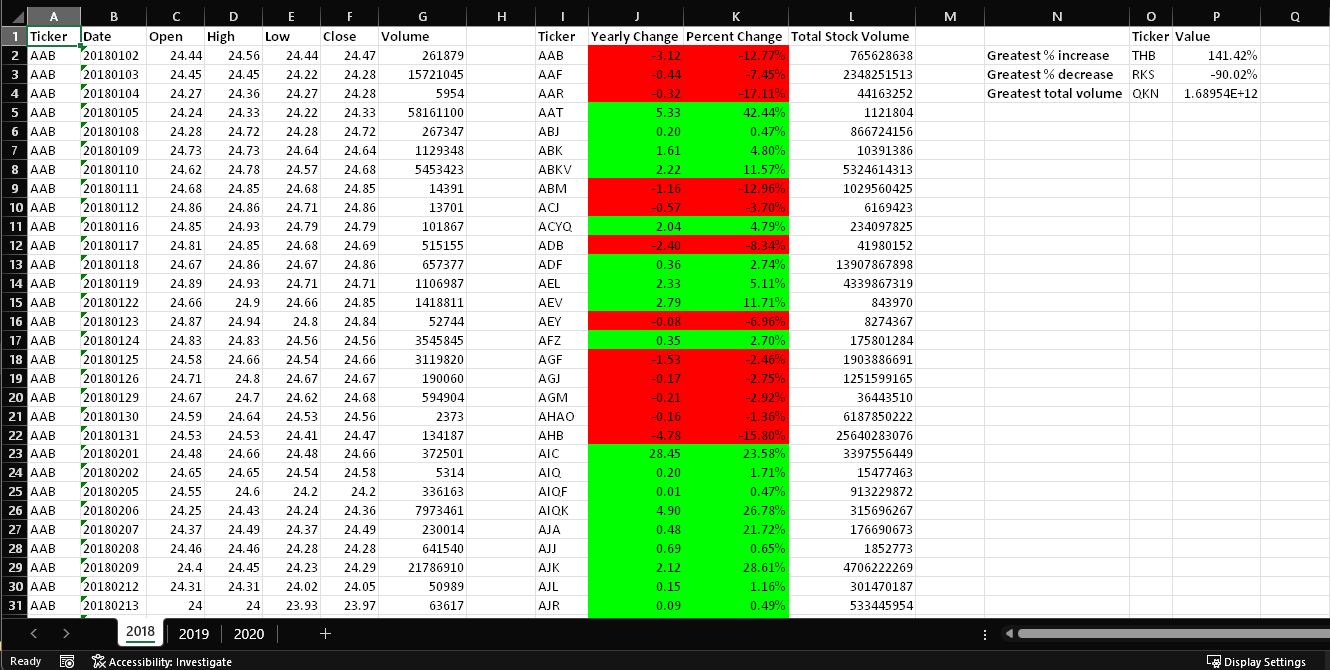 A B C D E F G H I J K L M N O P Q
1 Ticker Date Open High Low Close Volume Ticker Yearly Change Percent Change Total Stock Volume Ticker Value
2 AAB 20180102 24.44 24.56 24.44 24.47 261879 AAB -3.12 -12.77% 765628638 Greatest % increase THB 141.42%
3 AAB 20180103 24.45 24.45 24.22 24.28 15721045 AAF -0.44 -7.45% 2348251513 Greatest % decrease RKS -90.02%
4 AAB 20180104 24.27 24.36 24.27 24.28 5954 AAR -0.32 -17.11% 44163252 Greatest total volume QKN 1.68954E+12
5 AAB 20180105 24.24 24.33 24.22 24.33 58161100 AAT 5.33 42.44% 1121804
6 AAB 20180108 24.28 24.72 24.28 24.72 267347 ABJ 0.20 0.47% 866724156
7 AAB 20180109 24.73 24.73 24.64 24.64 1129348 ABK 1.61 4.80% 10391386
8 AAB 20180110 24.62 24.78 24.57 24.68 5453423 ABKV 2.22 11.57% 5324614313
9 AAB 20180111 24.68 24.85 24.68 24.85 14391 ABM -1.16 -12.96% 1029560425
10 AAB 20180112 24.86 24.86 24.71 24.86 13701 ACJ -0.57 -3.70% 6169423
11 AAB 20180116 24.85 24.93 24.79 24.79 101867 ACYQ 2.04 4.79% 234097825
12 AAB 20180117 24.81 24.85 24.68 24.69 515155 ADB -2.40 -8.34% 41980152
13 AAB 20180118 24.67 24.86 24.67 24.86 657377 ADF 0.36 2.74% 13907867898
14 AAB 20180119 24.89 24.93 24.71 24.71 1106987 AEL 2.33 5.11% 4339867319
15 AAB 20180122 24.66 24.9 24.66 24.85 1418811 AEV 2.79 11.71% 843970
16 AAB 20180123 24.87 24.94 24.8 24.84 52744 AEY -0.08 -6.96% 8274367
17 AAB 20180124 24.83 24.83 24.56 24.56 3545845 AFZ 0.35 2.70% 175801284
18 AAB 20180125 24.58 24.66 24.54 24.66 3119820 AGF -1.53 -2.46% 1903886691
19 AAB 20180126 24.71 24.8 24.67 24.67 190060 AGJ -0.17 -2.75% 1251599165
20 AAB 20180129 24.67 24.7 24.62 24.68 594904 AGM -0.21 -2.92% 36443510
21 AAB 20180130 24.59 24.64 24.53 24.56 2373 AHAO -0.16 -1.36% 6187850222
22 AAB 20180131 24.53 24.53 24.41 24.47 134187 AHB -4.78 -15.80% 25640283076
23 AAB 20180201 24.48 24.66 24.48 24.66 372501 AIC 28.45 23.58% 3397556449
24 AAB 20180202 24.65 24.65 24.54 24.58 5314 AIQ 0.20 1.71% 15477463
25 AAB 20180205 24.55 24.6 24.2 24.2 336163 AIQF 0.01 0.47% 913229872
26 AAB 20180206 24.25 24.43 24.24 24.36 7973461 AIQK 4.90 26.78% 315696267
27 AAB 20180207 24.37 24.49 24.37 24.49 230014 AJA 0.48 21.72% 176690673
28 AAB 20180208 24.46 24.46 24.28 24.28 641540 AJJ 0.69 0.65% 1852773
29 AAB 20180209 24.4 24.45 24.23 24.29 21786910 AJK 2.12 28.61% 4706222269
30 AAB 20180212 24.31 24.31 24.02 24.05 50989 AJL 0.15 1.16% 301470187
31 AAB 20180213 24 24 23.93 23.97 63617 AJR 0.09 0.49% 533445954
2018 2019 2020
Ready Accessibility: Investigate Display Settings